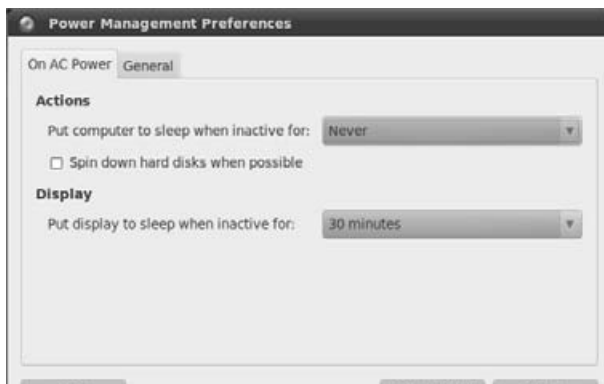 Power Management Preferences
On AC Power General
Actions
Put computer to sleep when inactive for: Never
Spin down hard disks when possible
Display
Put display to sleep when inactive for: 30 minutes